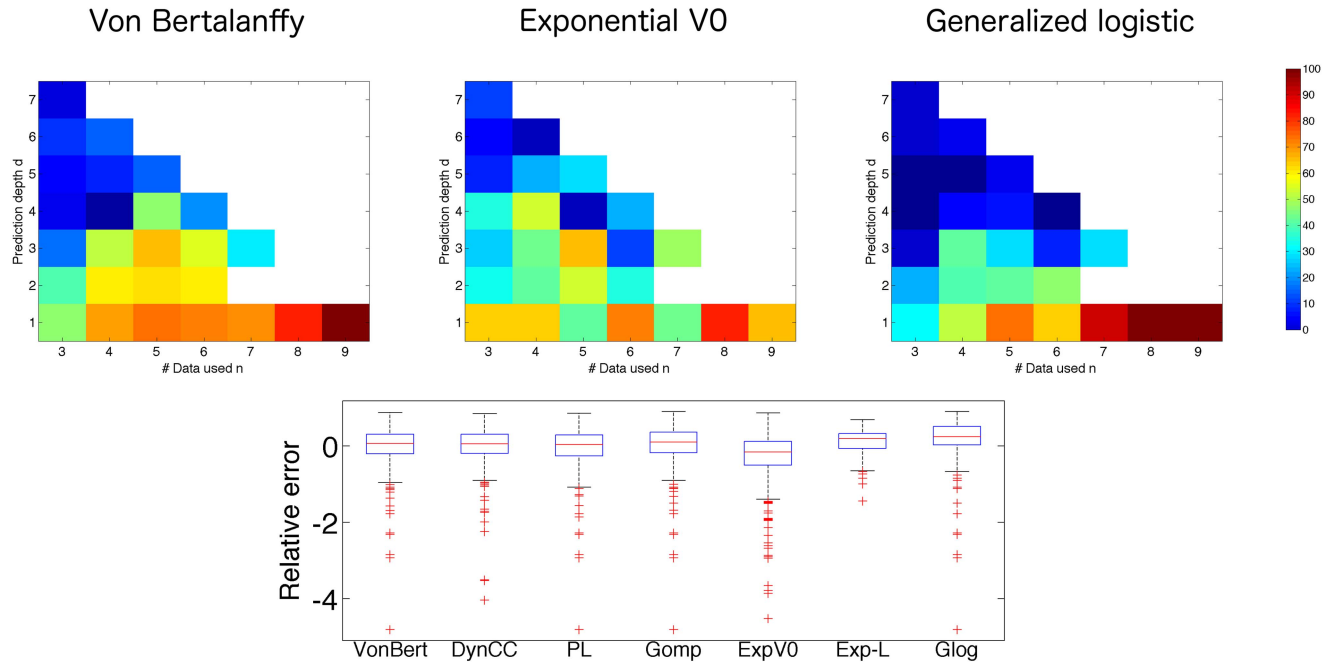 Von Bertalanffy
Exponential V0
Generalized logistic
Prediction depth d
7
6
5
4
3
2
1
3 4 5 6 7 8 9
# Data used n
Prediction depth d
7
6
5
4
3
2
1
3 4 5 6 7 8 9
# Data used n
Prediction depth d
7
6
5
4
3
2
1
3 4 5 6 7 8 9
# Data used n
100
90
80
70
60
50
40
30
20
10
0
Relative error
0
-2
-4
VonBert DynCC PL Gomp ExpV0 Exp-L Glog